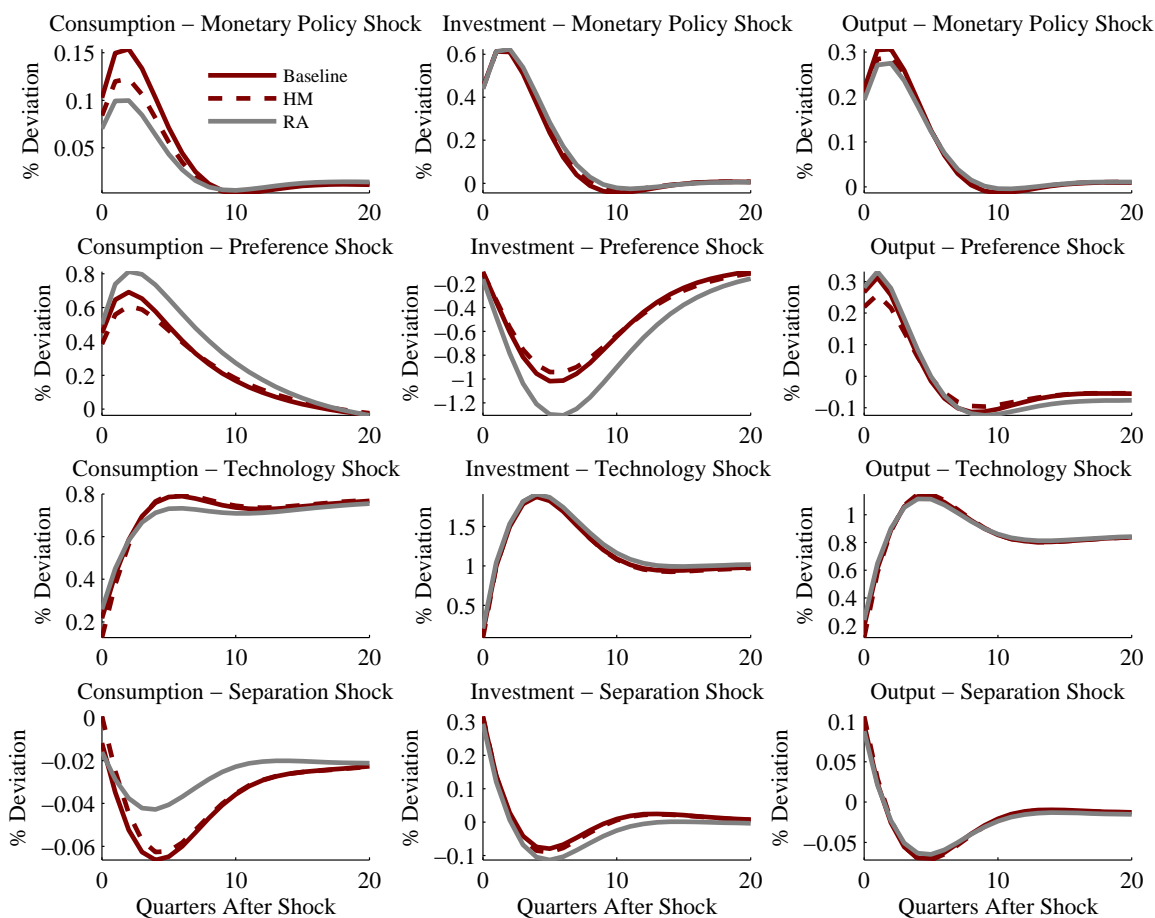 Consumption – Monetary Policy Shock
% Deviation
0.15
0.1
0.05
0 10 20
Baseline
HM
RA
Investment – Monetary Policy Shock
% Deviation
0.6
0.4
0.2
0
0 10 20
Output – Monetary Policy Shock
% Deviation
0.3
0.2
0.1
0
0 10 20
Consumption – Preference Shock
% Deviation
0.8
0.6
0.4
0.2
0
0 10 20
Investment – Preference Shock
% Deviation
−0.2
−0.4
−0.6
−0.8
−1
−1.2
0 10 20
Output – Preference Shock
% Deviation
0.3
0.2
0.1
0
−0.1
0 10 20
Consumption – Technology Shock
% Deviation
0.8
0.6
0.4
0.2
0 10 20
Investment – Technology Shock
% Deviation
1.5
1
0.5
0 10 20
Output – Technology Shock
% Deviation
1
0.8
0.6
0.4
0.2
0 10 20
Consumption – Separation Shock
% Deviation
0
−0.02
−0.04
−0.06
0 10 20
Quarters After Shock
Investment – Separation Shock
% Deviation
0.3
0.2
0.1
0
−0.1
0 10 20
Quarters After Shock
Output – Separation Shock
% Deviation
0.1
0.05
0
−0.05
0 10 20
Quarters After Shock